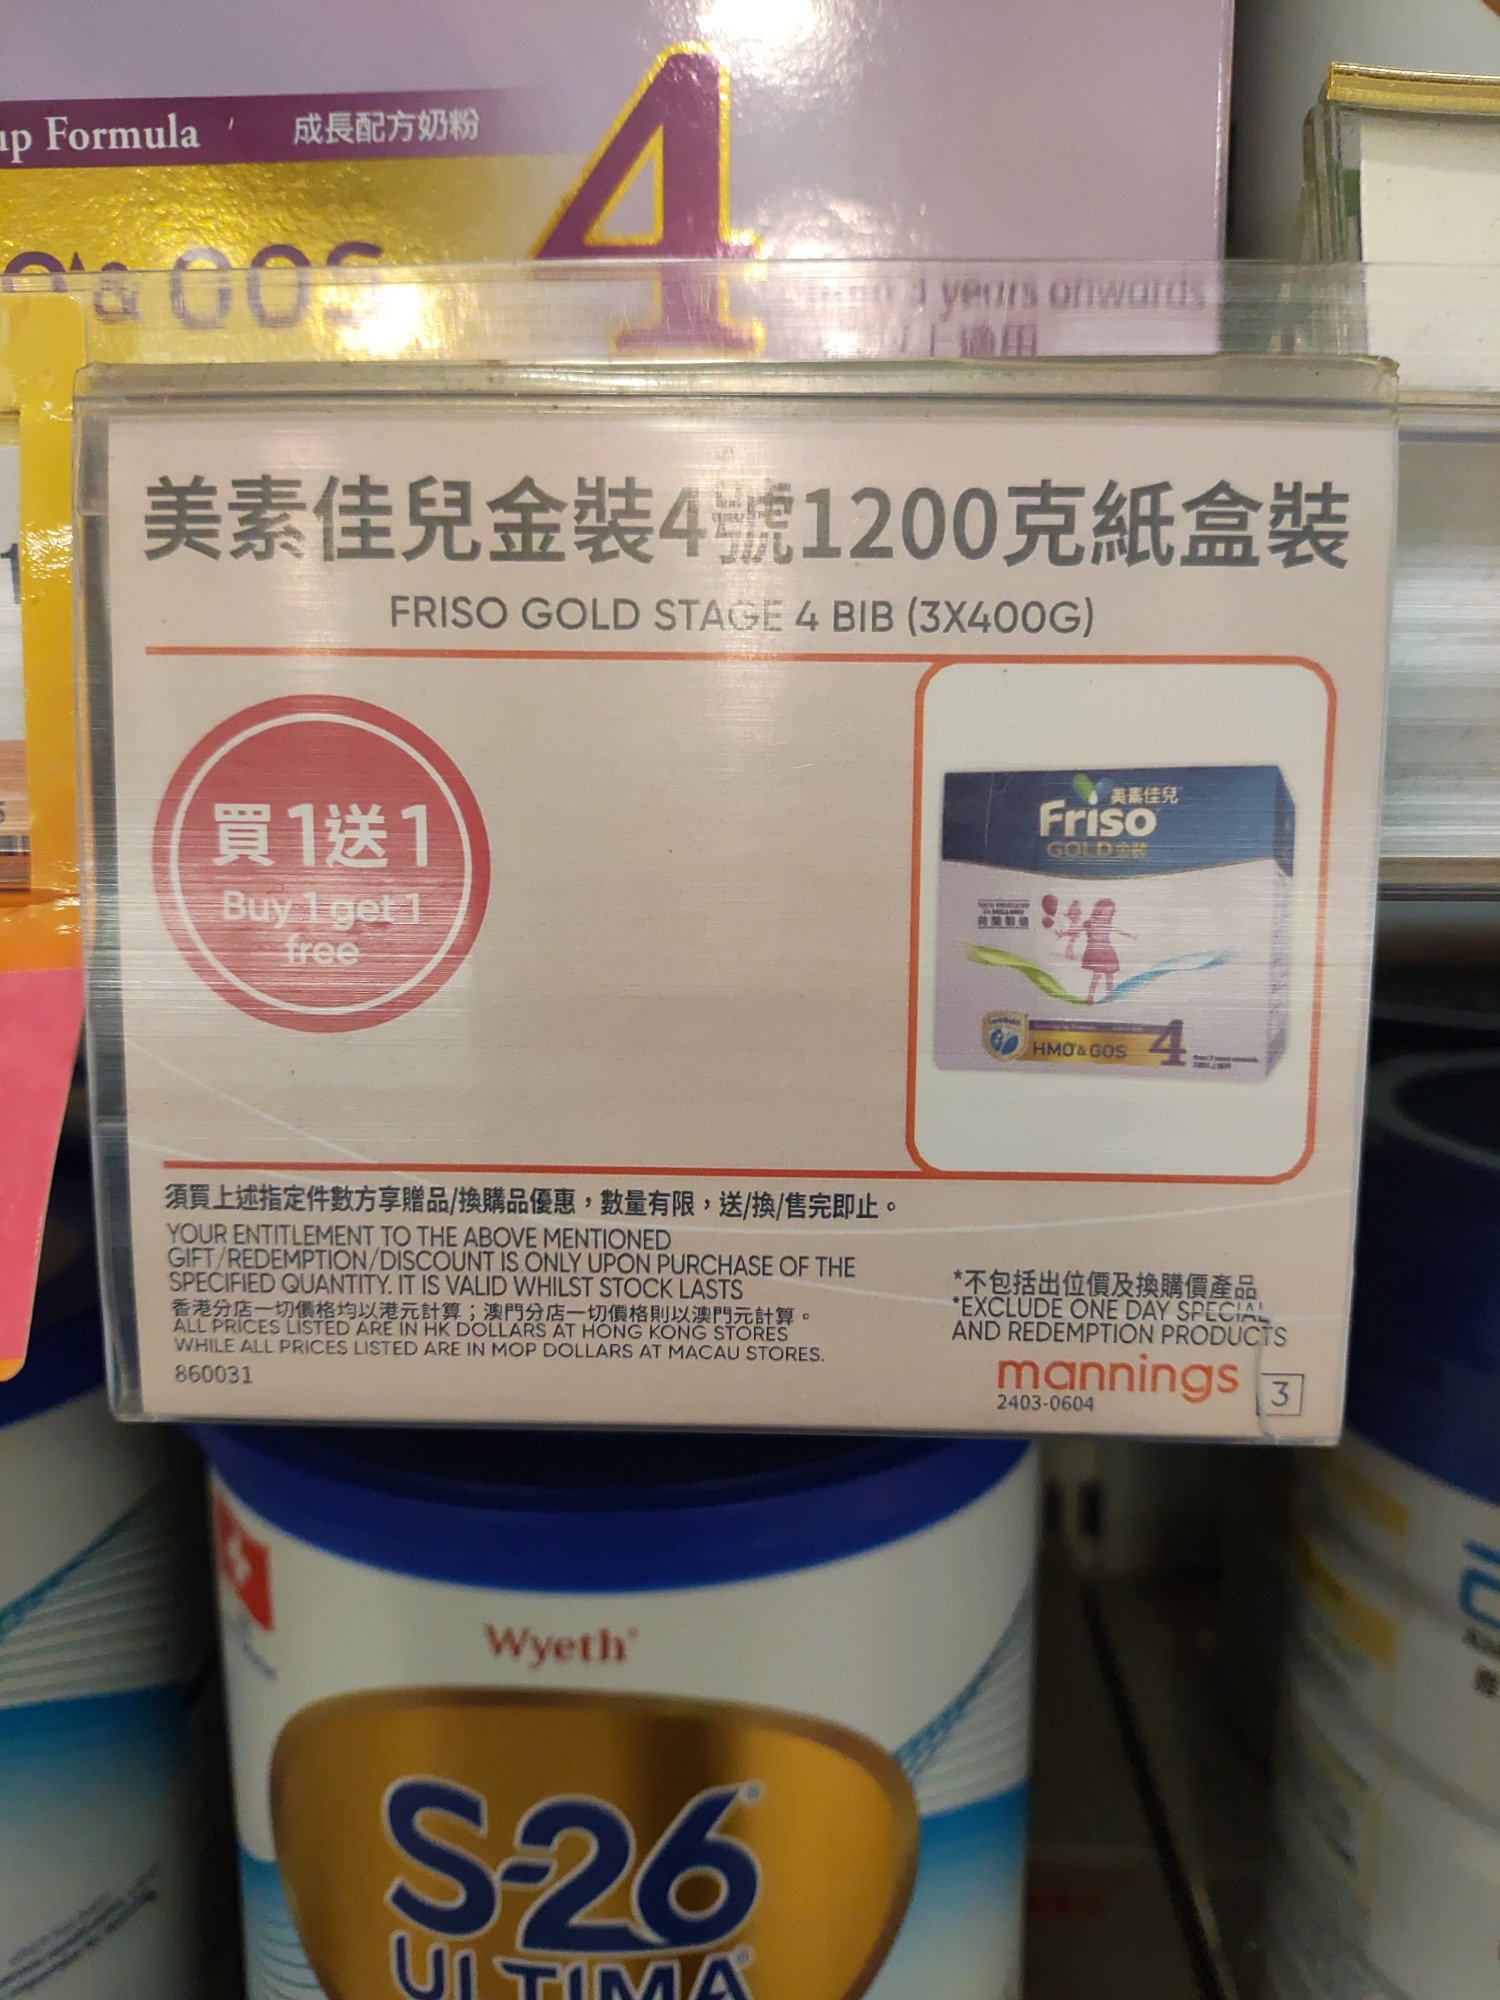 up Formula 成長配方奶粉
& GOS
4
years onwards
美素佳兒金裝4號1200克紙盒裝
FRISO GOLD STAGE 4 BIB (3X400G)
買1送1
Buy 1 get 1
free
美素佳兒
Friso
GOLD 金裝
HMO & GOS 4
須買上述指定件數方享贈品/換購品優惠，數量有限，送/換/售完即止。
YOUR ENTITLEMENT TO THE ABOVE MENTIONED
GIFT/REDEMPTION/DISCOUNT IS ONLY UPON PURCHASE OF THE
SPECIFIED QUANTITY. IT IS VALID WHILST STOCK LASTS
香港分店一切價格均以港元計算；澳門分店一切價格則以澳門元計算。
ALL PRICES LISTED ARE IN HK DOLLARS AT HONG KONG STORES
WHILE ALL PRICES LISTED ARE IN MOP DOLLARS AT MACAU STORES.
860031
*不包括出位價及換購價產品
*EXCLUDE ONE DAY SPECIAL
AND REDEMPTION PRODUCTS
mannings
2403-0604
3
Wyeth®
S-26®
ULTIMA®